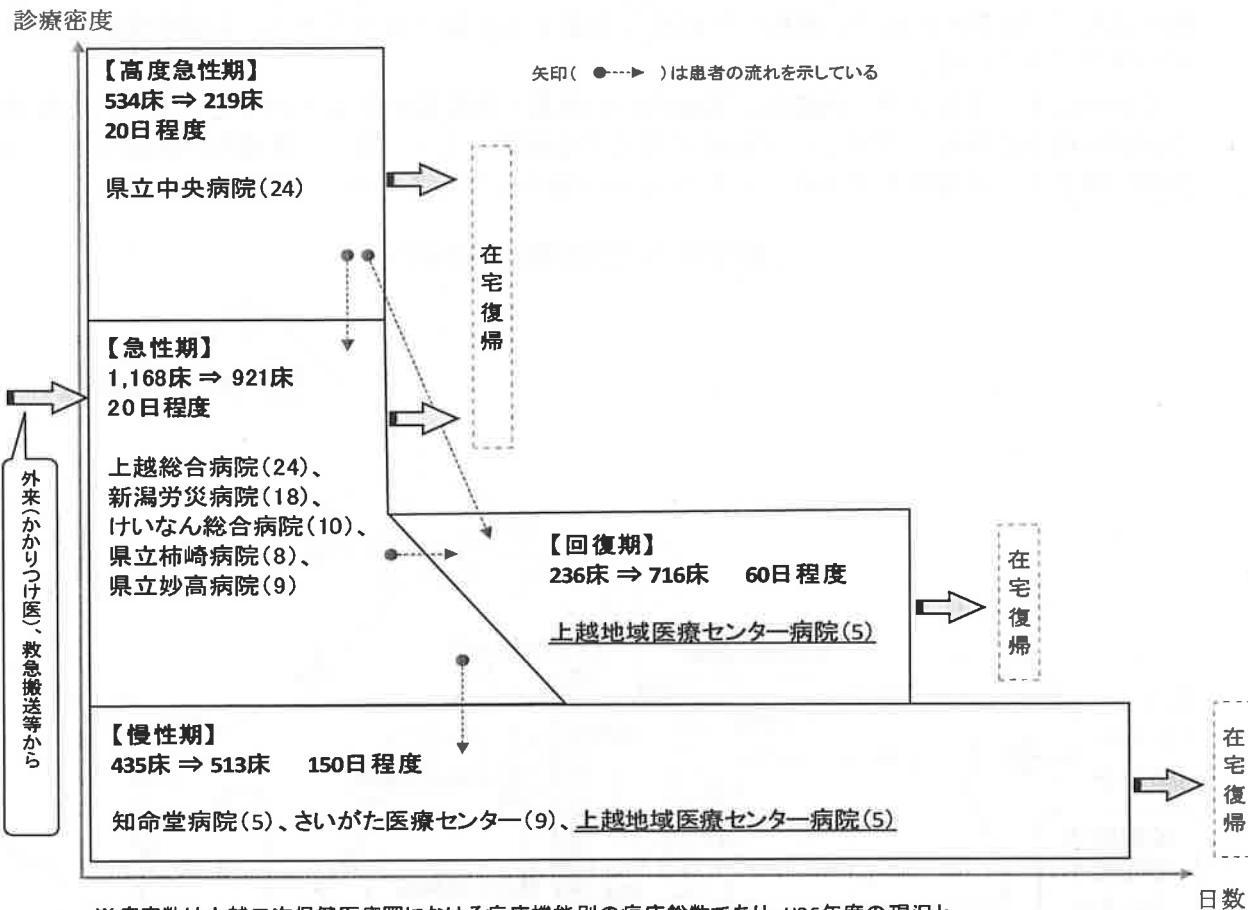 診療密度
【高度急性期】
534床 ⇒ 219床
20日程度
県立中央病院(24)
矢印( ●----▶ )は患者の流れを示している
在宅復帰
【急性期】
1,168床 ⇒ 921床
20日程度
上越総合病院(24)、
新潟労災病院(18)、
けいなん総合病院(10)、
県立柿崎病院(8)、
県立妙高病院(9)
外来(かかりつけ医)、救急搬送等から
【回復期】
236床 ⇒ 716床 60日程度
上越地域医療センター病院(5)
在宅復帰
【慢性期】
435床 ⇒ 513床 150日程度
知命堂病院(5)、さいがた医療センター(9)、上越地域医療センター病院(5)
在宅復帰
日数